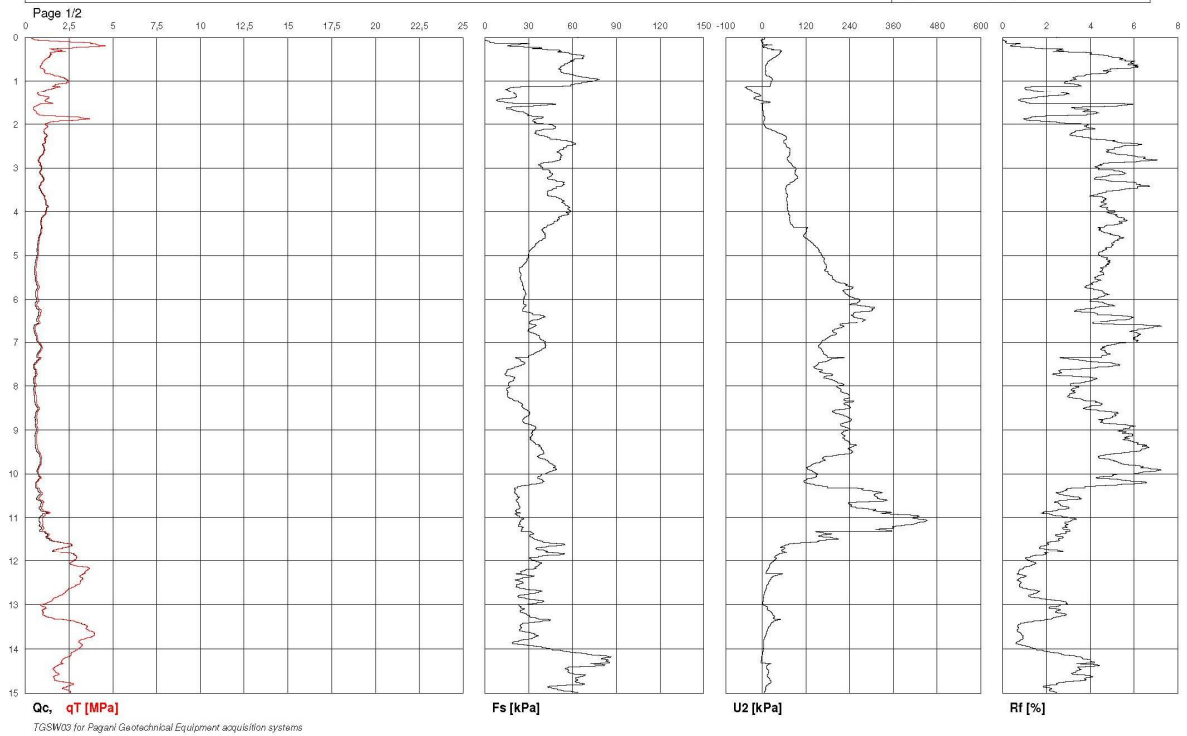 Page 1/2
0 2,5 5 7,5 10 12,5 15 17,5 20 22,5 25
0 30 60 90 120 150
-100 0 120 240 360 480 600
0 2 4 6 8
0
1
2
3
4
5
6
7
8
9
10
11
12
13
14
15
Qc, qT [MPa]
Fs [kPa]
U2 [kPa]
Rf [%]
TGSW03 for Pagani Geotechnical Equipment acquisition systems